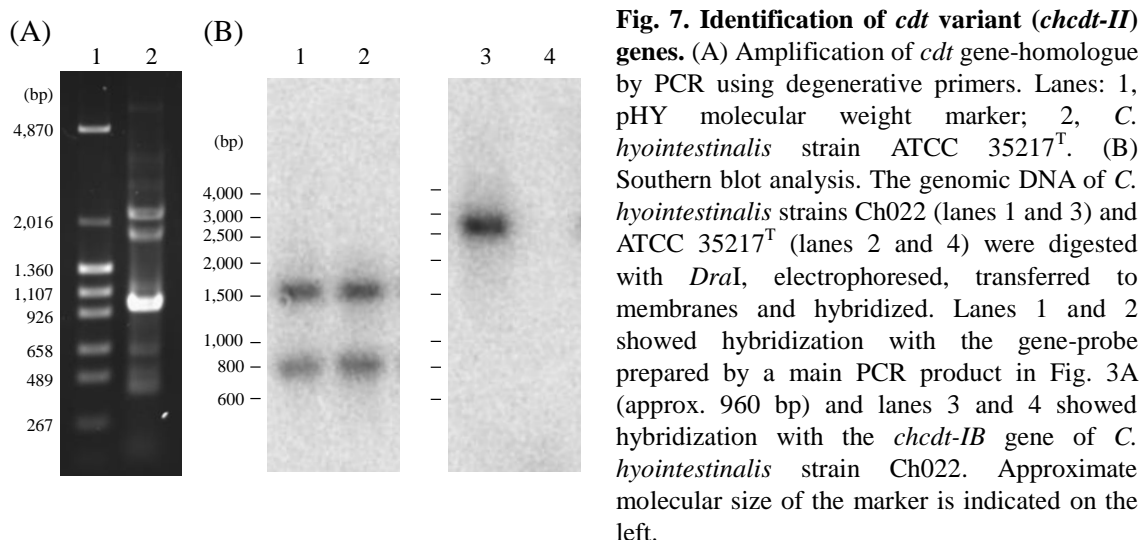 (A)
(B)
1 2
(bp)
4,870
2,016
1.360
1,107
926
658
489
267
1 2
3 4
(bp)
4,000
3,000
2,500
2,000
1,500
1,000
800
600
Fig. 7. Identification of cdt variant (chcdt-II)
genes. (A) Amplification of cdt gene-homologue
by PCR using degenerative primers. Lanes: 1,
pHY molecular weight marker; 2, C.
hyointestinalis strain ATCC 35217T. (B)
Southern blot analysis. The genomic DNA of C.
hyointestinalis strains Ch022 (lanes 1 and 3) and
ATCC 35217T (lanes 2 and 4) were digested
with DraI, electrophoresed, transferred to
membranes and hybridized. Lanes 1 and 2
showed hybridization with the gene-probe
prepared by a main PCR product in Fig. 3A
(approx. 960 bp) and lanes 3 and 4 showed
hybridization with the chcdt-IB gene of C.
hyointestinalis strain Ch022. Approximate
molecular size of the marker is indicated on the
left.